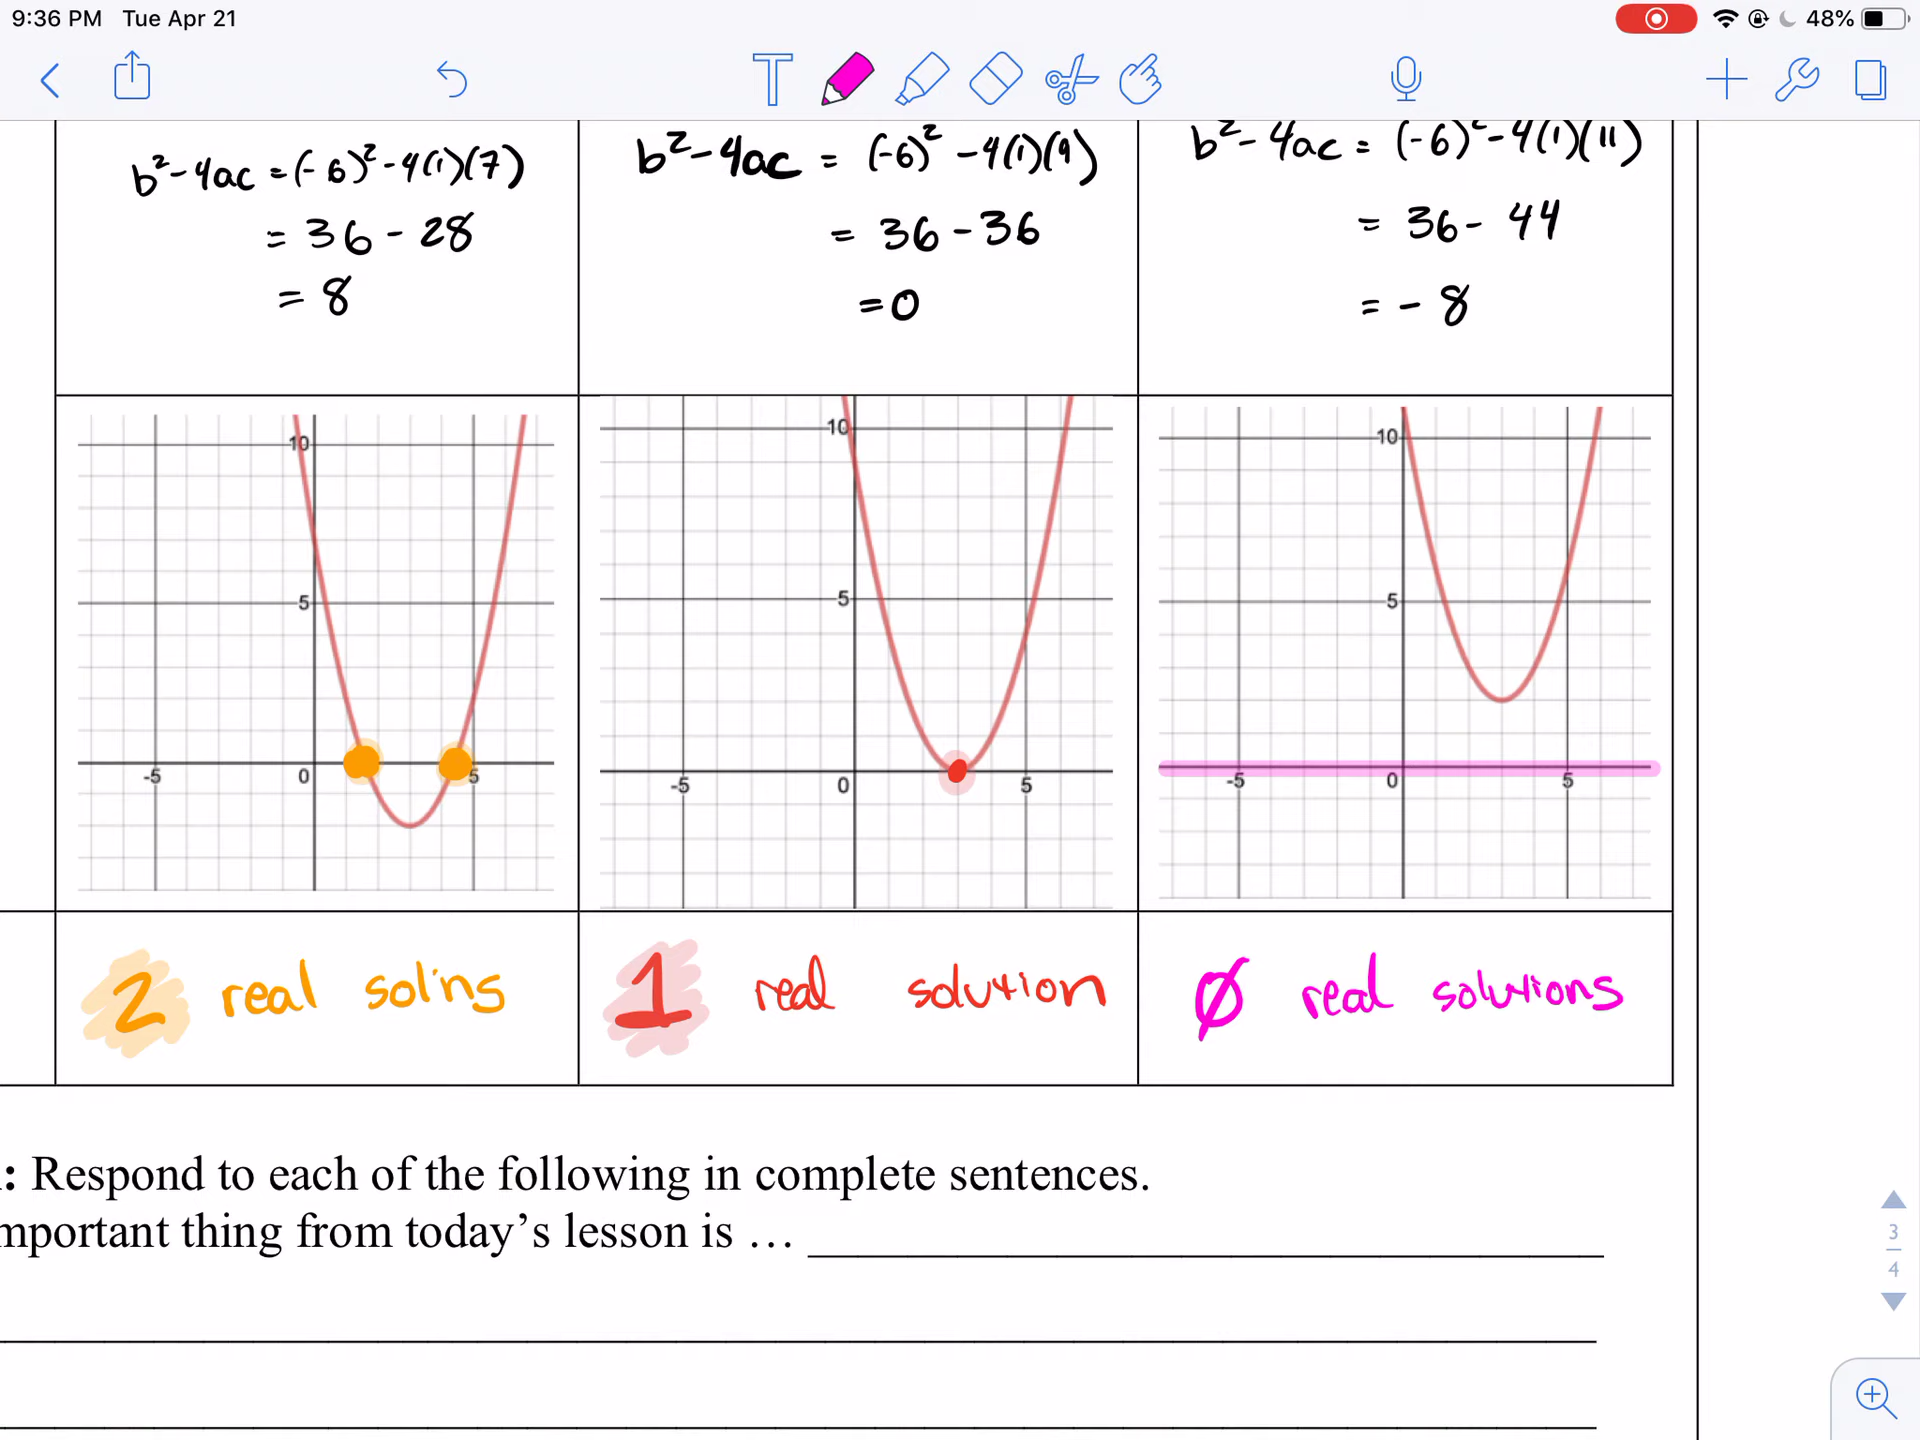 9:36 PM Tue Apr 21
48%
T
b²-4ac = (-6)²-4(1)(7)
= 36 - 28
= 8
b²-4ac = (-6)² -4(1)(9)
= 36 - 36
= 0
b²-4ac = (-6)²-4(1)(11)
= 36 - 44
= - 8
10
5
-5 0 5
10
5
-5 0 5
10
5
-5 0 5
2 real sol'ns
1 real solution
Ø real solutions
: Respond to each of the following in complete sentences.
mportant thing from today's lesson is …
3
4